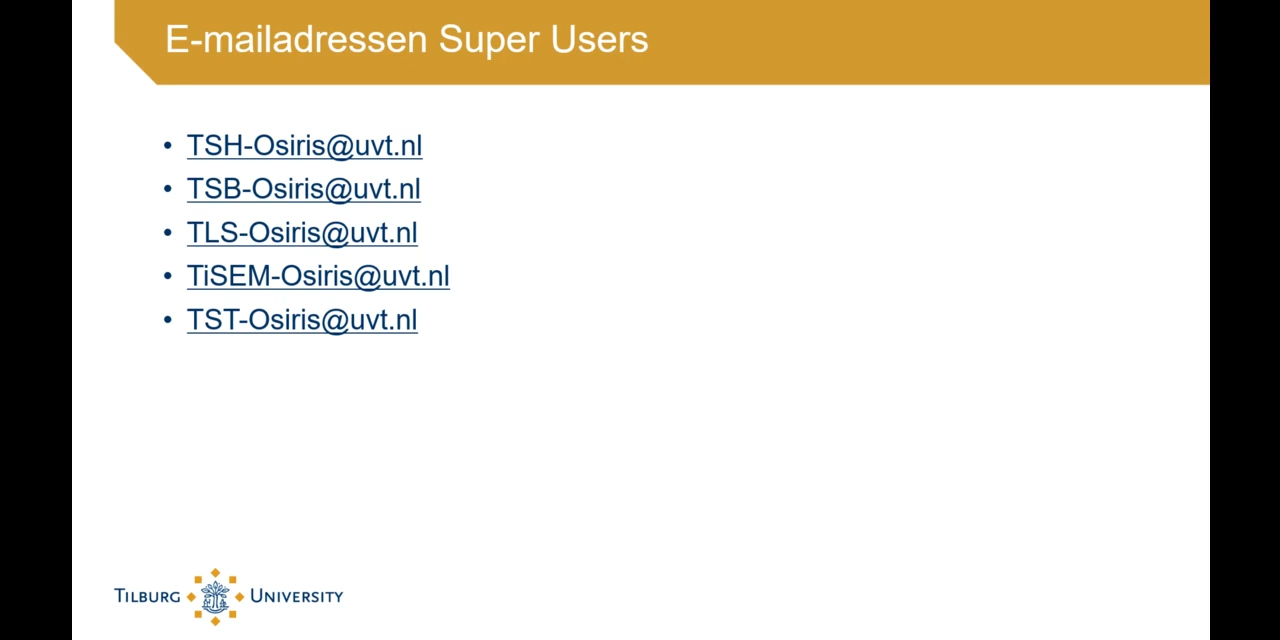 E-mailadressen Super Users
• TSH-Osiris@uvt.nl
• TSB-Osiris@uvt.nl
• TLS-Osiris@uvt.nl
• TiSEM-Osiris@uvt.nl
• TST-Osiris@uvt.nl
TILBURG UNIVERSITY